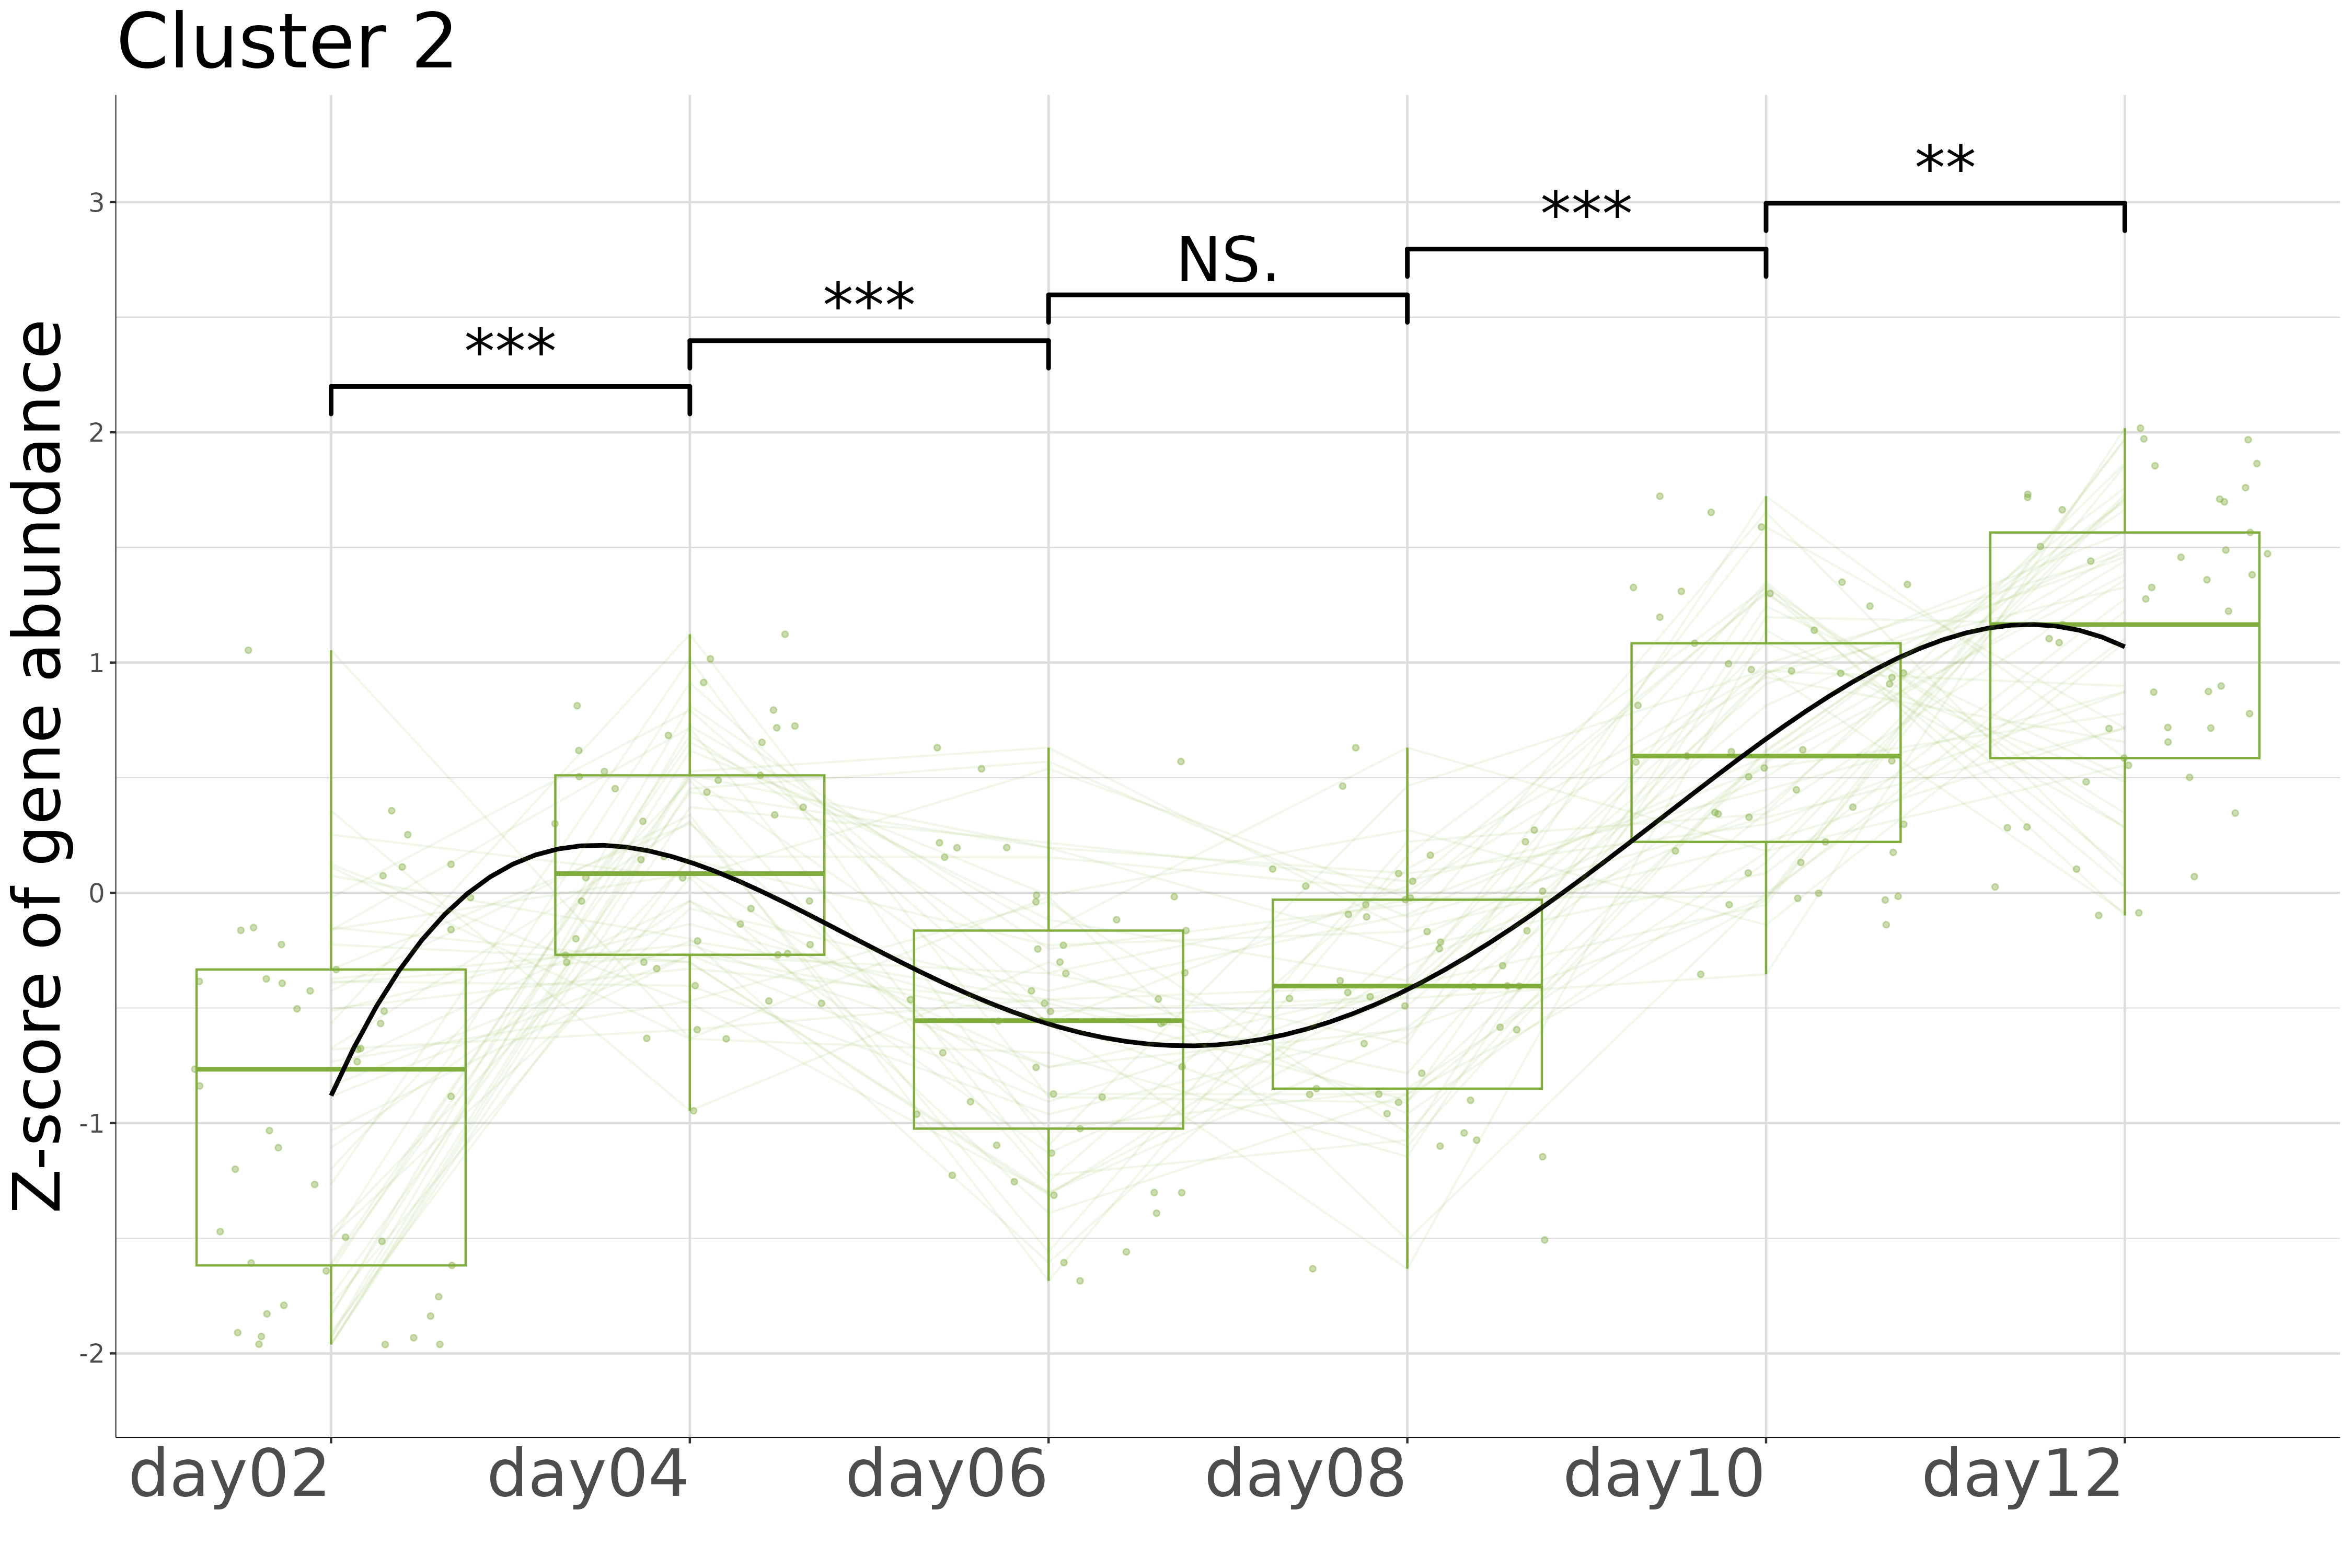 Cluster 2
Z-score of gene abundance
3
2
1
0
-1
-2
***
***
NS.
***
**
day02
day04
day06
day08
day10
day12